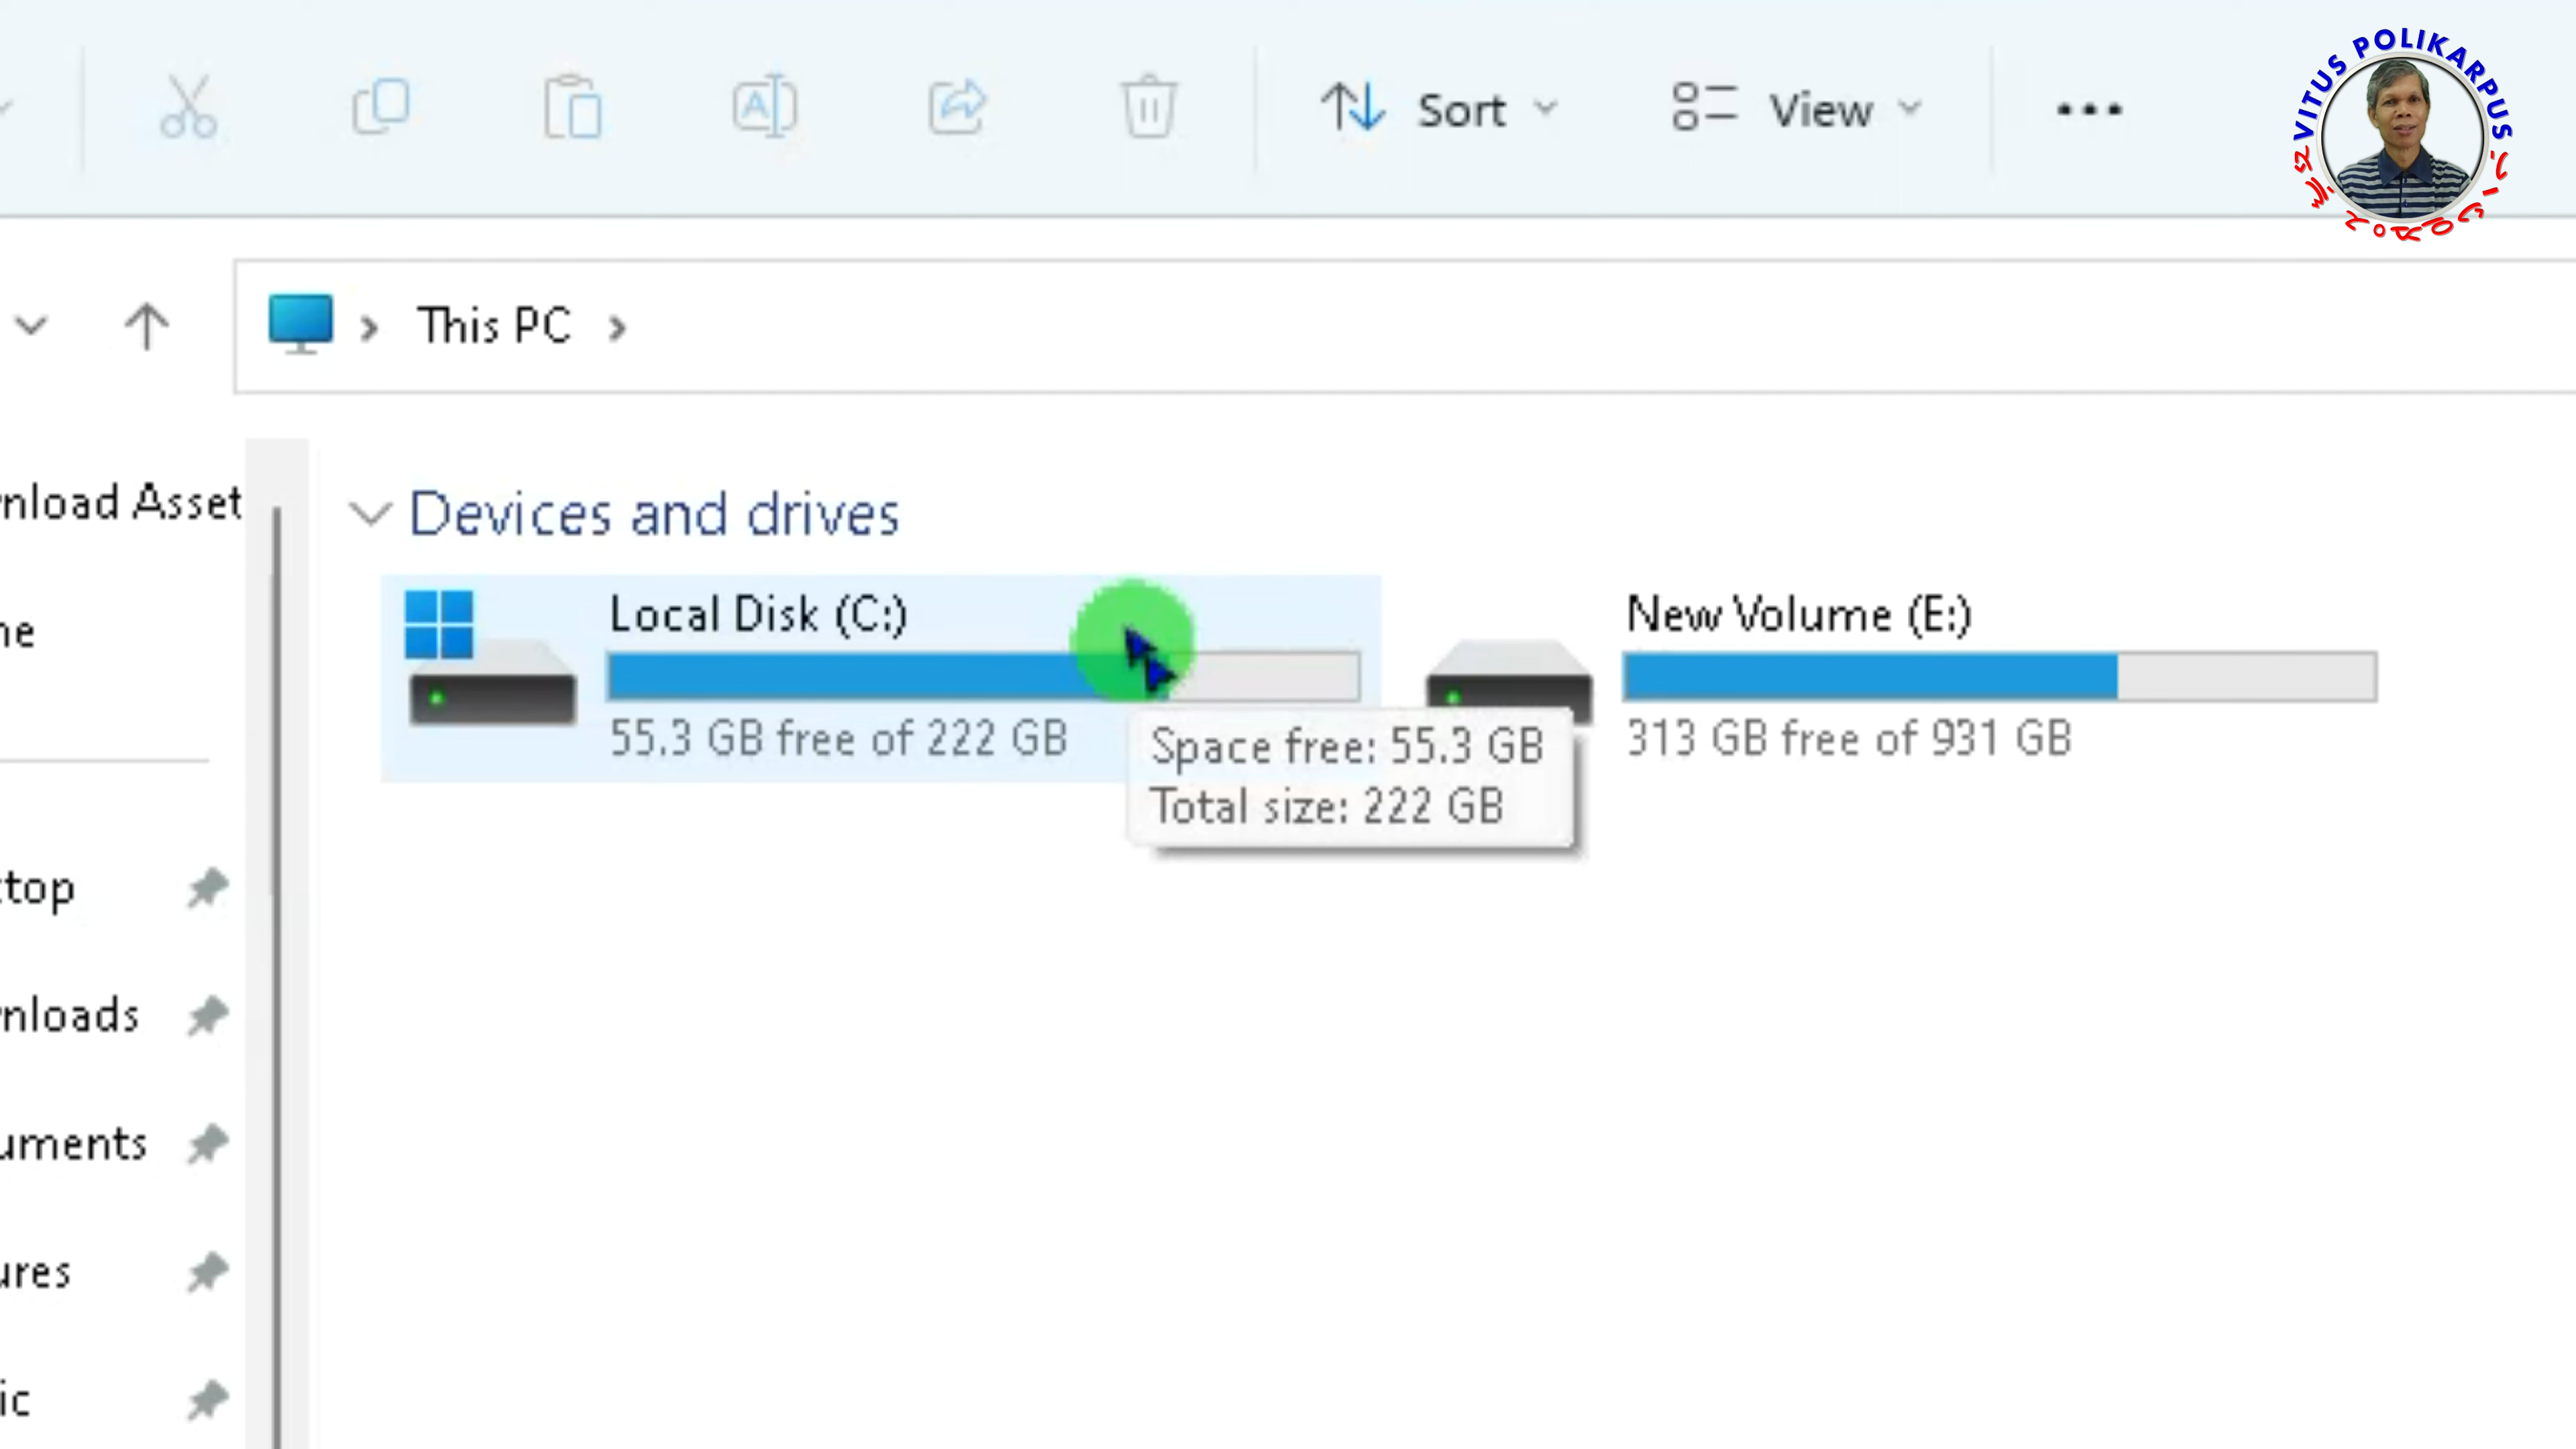 Sort
View
VITUS POLIKARPUS
This PC
nload Asset
ne
Devices and drives
Local Disk (C:)
55.3 GB free of 222 GB
New Volume (E:)
313 GB free of 931 GB
Space free: 55.3 GB
Total size: 222 GB
ktop
nloads
uments
ures
ic